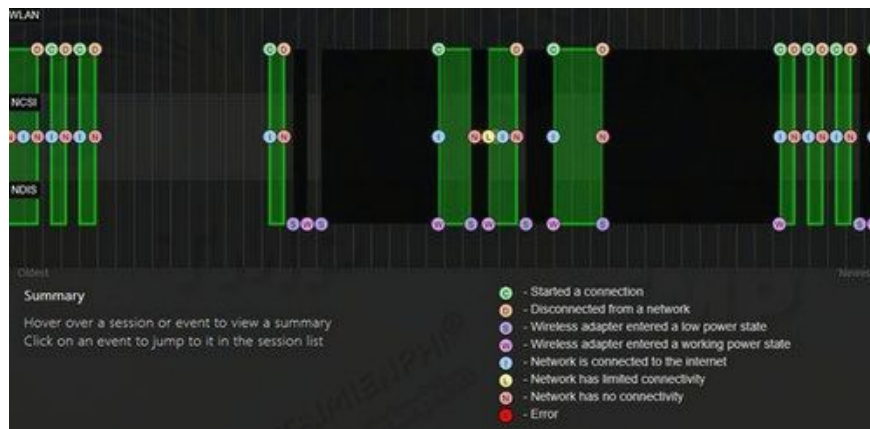 WLAN
D C D C D C D C D C D C D C D C D
NCSI
N I N I N I N I N I N L I N I N I N I N I N I
NDIS
S W S W S W S W S W S
Oldest
Newest
Summary
Hover over a session or event to view a summary
Click on an event to jump to it in the session list
C - Started a connection
D - Disconnected from a network
S - Wireless adapter entered a low power state
W - Wireless adapter entered a working power state
I - Network is connected to the internet
L - Network has limited connectivity
N - Network has no connectivity
- Error